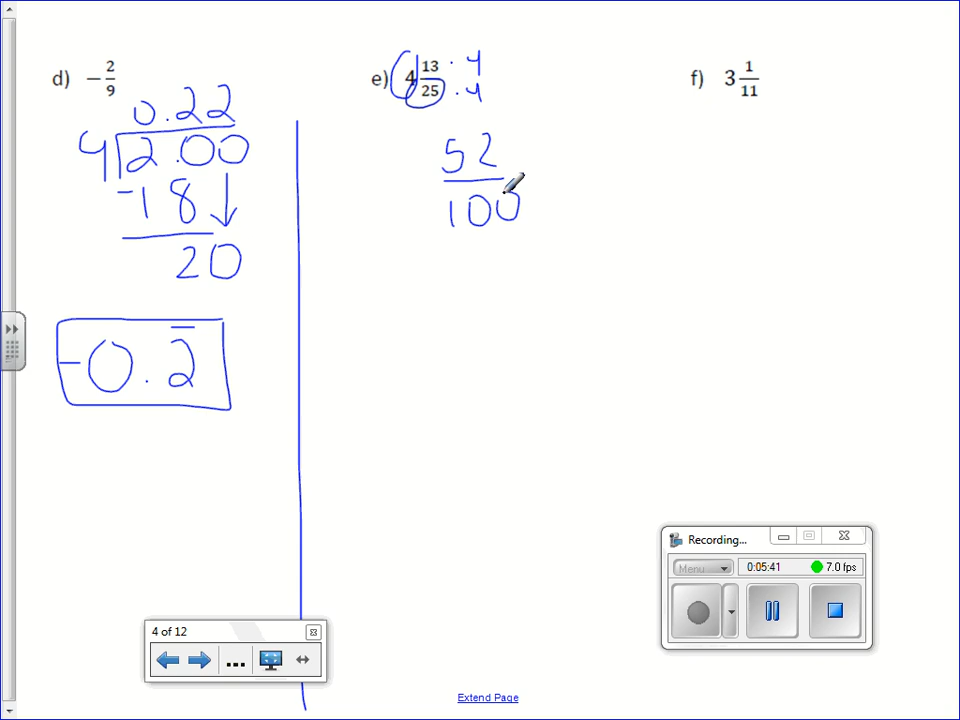 d) −2/9
0.22
9)2.00
-18
20
-0.2̅
e) 4 13/25 · 4
· 4
52/100
f) 3 1/11
Recording...
Menu
0:05:41
7.0 fps
4 of 12
...
Extend Page